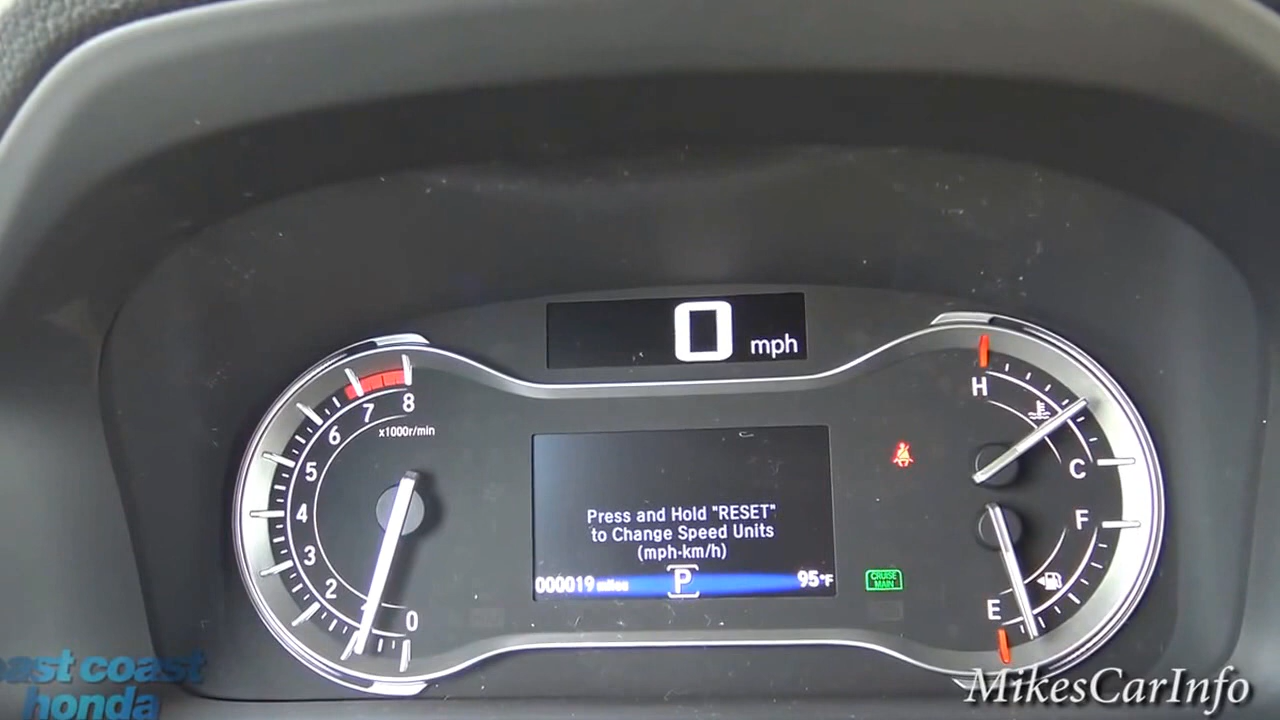 0 mph
8
7
6
5
4
3
2
0
x1000r/min
H
C
F
E
Press and Hold "RESET"
to Change Speed Units
(mph·km/h)
000019 miles P 95°F
CRUISE
MAIN
east coast
honda
MikesCarInfo